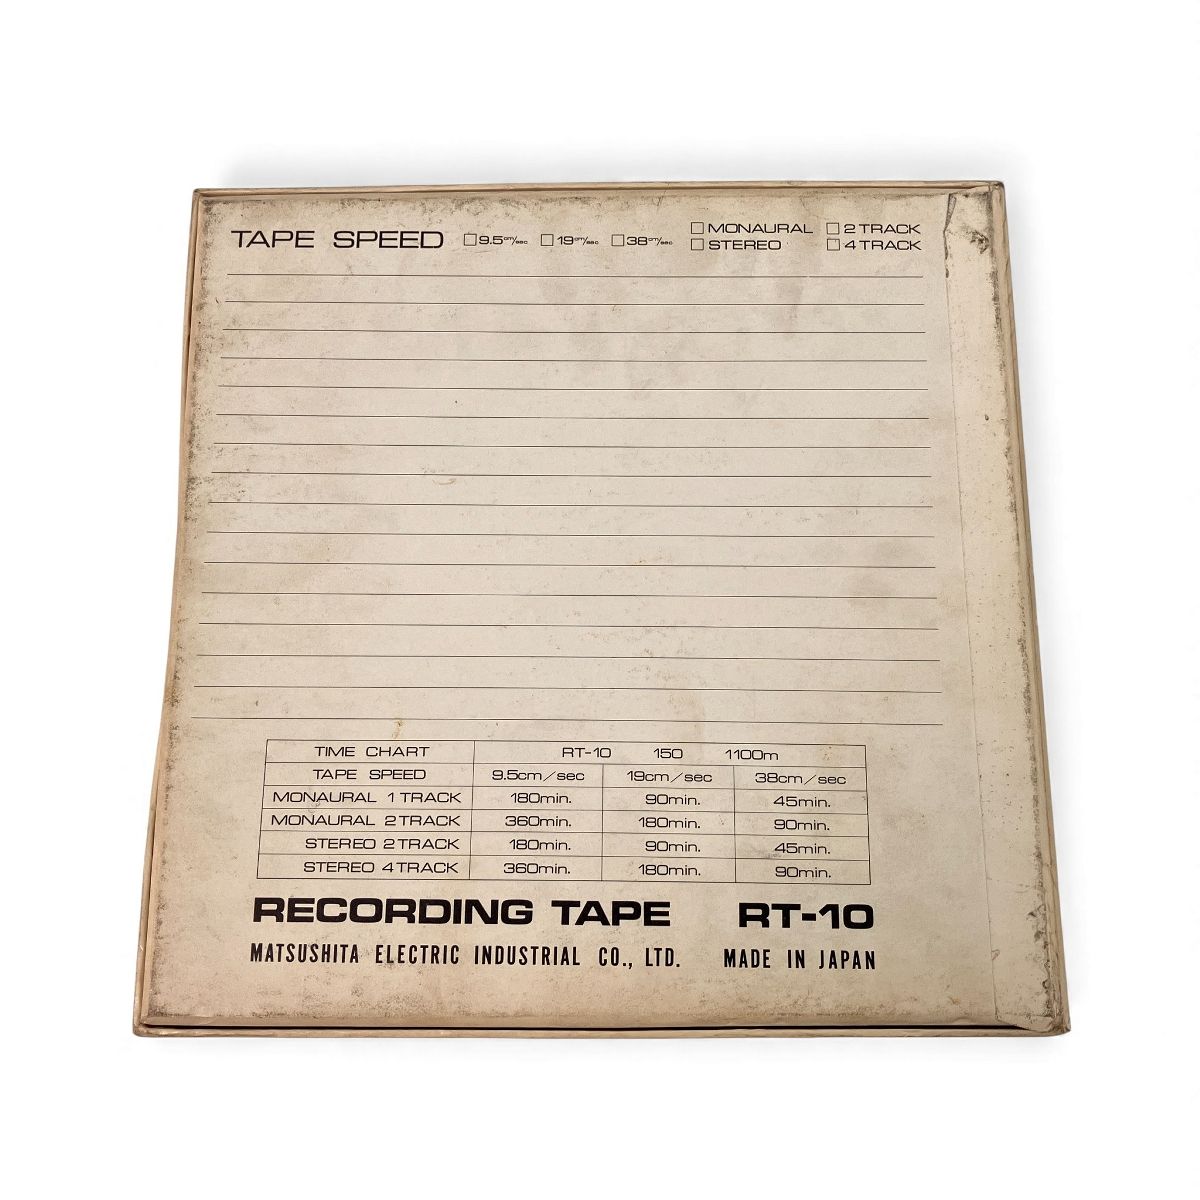 TAPE SPEED □9.5cm/sec □19cm/sec □38cm/sec □MONAURAL □2 TRACK
□STEREO □4 TRACK
TIME CHART RT-10 150 1100m
TAPE SPEED 9.5cm/sec 19cm/sec 38cm/sec
MONAURAL 1 TRACK 180min. 90min. 45min.
MONAURAL 2 TRACK 360min. 180min. 90min.
STEREO 2 TRACK 180min. 90min. 45min.
STEREO 4 TRACK 360min. 180min. 90min.
RECORDING TAPE RT-10
MATSUSHITA ELECTRIC INDUSTRIAL CO., LTD. MADE IN JAPAN